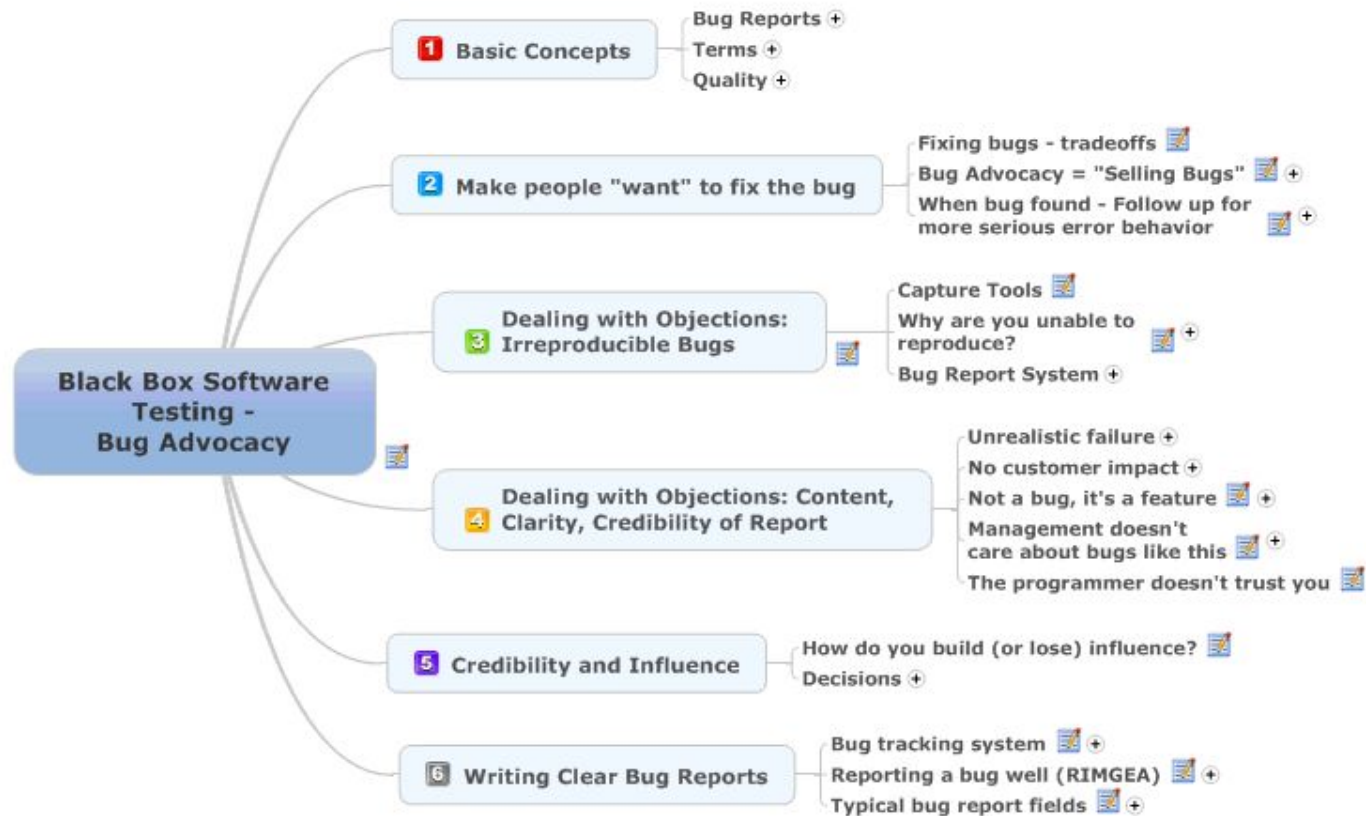 Black Box Software
Testing -
Bug Advocacy
1 Basic Concepts
Bug Reports
Terms
Quality
2 Make people "want" to fix the bug
Fixing bugs - tradeoffs
Bug Advocacy = "Selling Bugs"
When bug found - Follow up for
more serious error behavior
3 Dealing with Objections:
Irreproducible Bugs
Capture Tools
Why are you unable to
reproduce?
Bug Report System
4 Dealing with Objections: Content,
Clarity, Credibility of Report
Unrealistic failure
No customer impact
Not a bug, it's a feature
Management doesn't
care about bugs like this
The programmer doesn't trust you
5 Credibility and Influence
How do you build (or lose) influence?
Decisions
6 Writing Clear Bug Reports
Bug tracking system
Reporting a bug well (RIMGEA)
Typical bug report fields